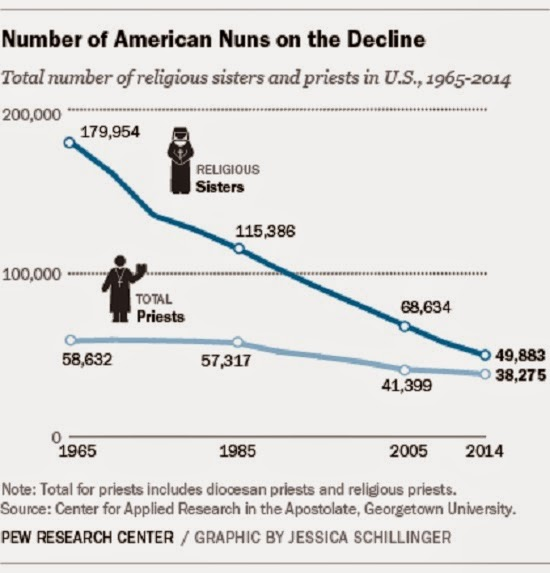 Number of American Nuns on the Decline
Total number of religious sisters and priests in U.S., 1965-2014
200,000
179,954
RELIGIOUS
Sisters
115,386
100,000
TOTAL
Priests
68,634
58,632
57,317
49,883
41,399
38,275
0
1965 1985 2005 2014
Note: Total for priests includes diocesan priests and religious priests.
Source: Center for Applied Research in the Apostolate, Georgetown University.
PEW RESEARCH CENTER / GRAPHIC BY JESSICA SCHILLINGER